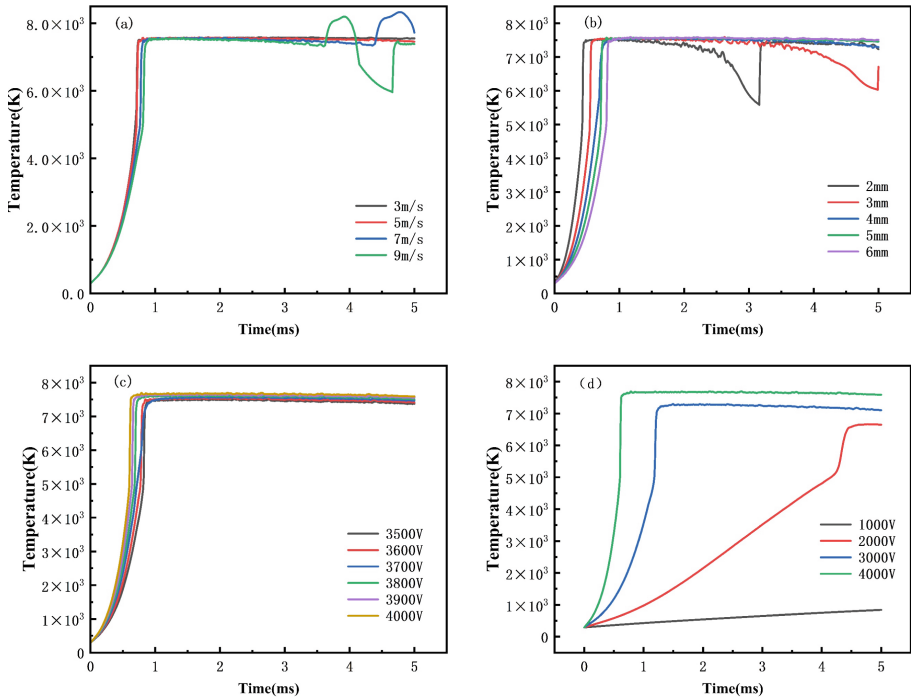 (a)
Temperature(K)
8.0×10³
6.0×10³
4.0×10³
2.0×10³
0.0
3m/s
5m/s
7m/s
9m/s
0 1 2 3 4 5
Time(ms)
(b)
Temperature(K)
8×10³
7×10³
6×10³
5×10³
4×10³
3×10³
2×10³
1×10³
0
2mm
3mm
4mm
5mm
6mm
0 1 2 3 4 5
Time(ms)
(c)
Temperature(K)
8×10³
7×10³
6×10³
5×10³
4×10³
3×10³
2×10³
1×10³
0
3500V
3600V
3700V
3800V
3900V
4000V
0 1 2 3 4 5
Time(ms)
(d)
Temperature(K)
8×10³
7×10³
6×10³
5×10³
4×10³
3×10³
2×10³
1×10³
0
1000V
2000V
3000V
4000V
0 1 2 3 4 5
Time(ms)